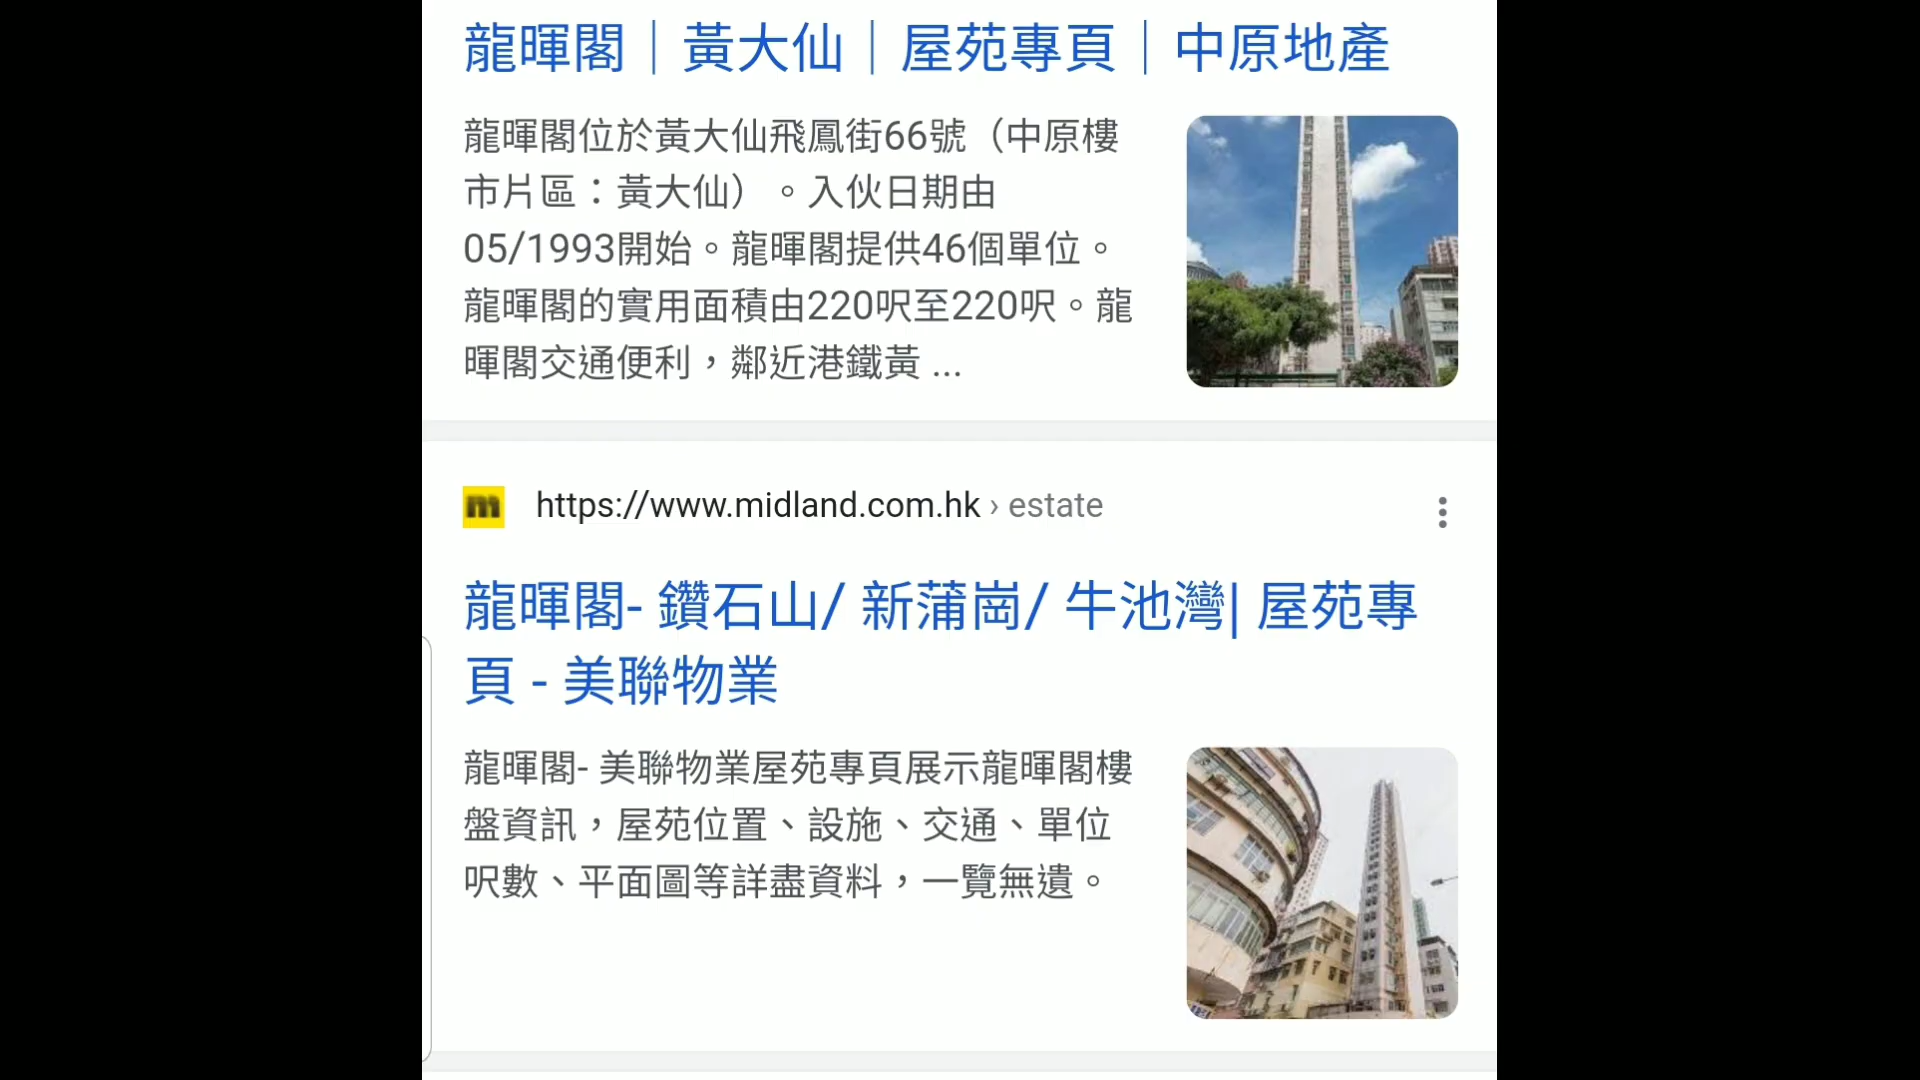 龍暉閣｜黃大仙｜屋苑專頁｜中原地產
龍暉閣位於黃大仙飛鳳街66號（中原樓
市片區：黃大仙）。入伙日期由
05/1993開始。龍暉閣提供46個單位。
龍暉閣的實用面積由220呎至220呎。龍
暉閣交通便利，鄰近港鐵黃 ...
m https://www.midland.com.hk › estate
龍暉閣- 鑽石山/ 新蒲崗/ 牛池灣| 屋苑專
頁 - 美聯物業
龍暉閣- 美聯物業屋苑專頁展示龍暉閣樓
盤資訊，屋苑位置、設施、交通、單位
呎數、平面圖等詳盡資料，一覽無遺。